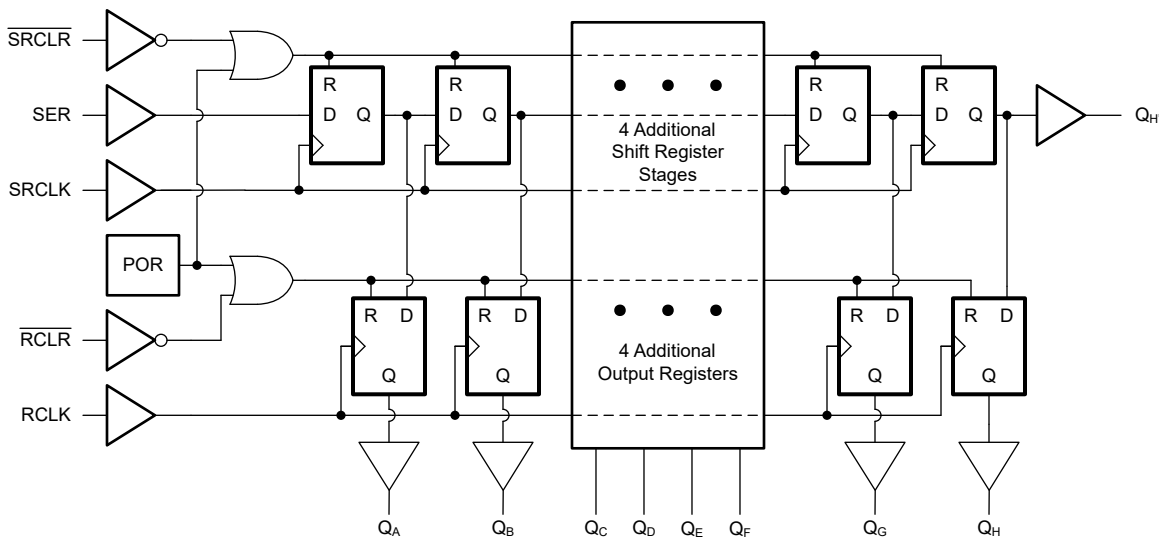 SRCLR
SER
SRCLK
POR
RCLR
RCLK
R
D Q
R
D Q
4 Additional
Shift Register
Stages
R
D Q
R
D Q
QH'
R D
Q
R D
Q
4 Additional
Output Registers
R D
Q
R D
Q
QA
QB
QC
QD
QE
QF
QG
QH